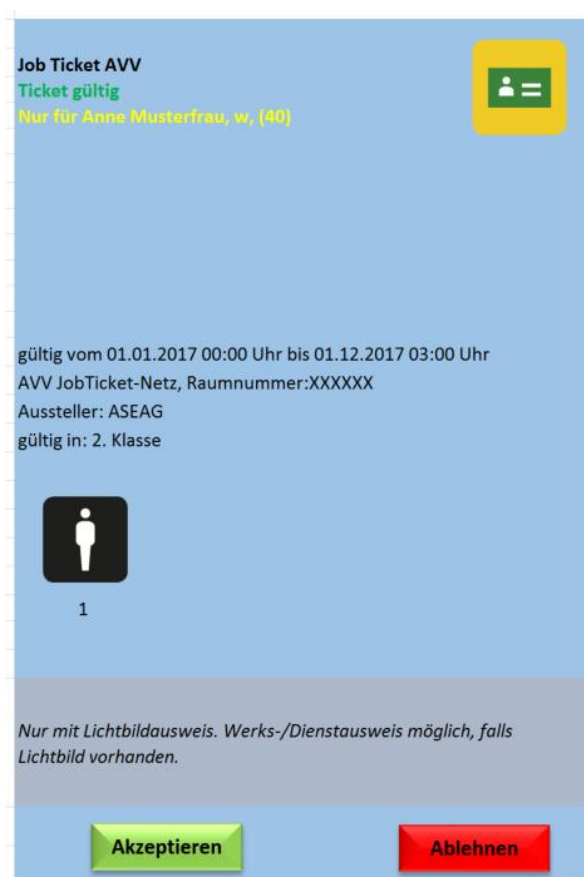 Job Ticket AVV
Ticket gültig
Nur für Anne Musterfrau, w, (40)
gültig vom 01.01.2017 00:00 Uhr bis 01.12.2017 03:00 Uhr
AVV JobTicket-Netz, Raumnummer:XXXXXX
Aussteller: ASEAG
gültig in: 2. Klasse
1
Nur mit Lichtbildausweis. Werks-/Dienstausweis möglich, falls
Lichtbild vorhanden.
Akzeptieren
Ablehnen